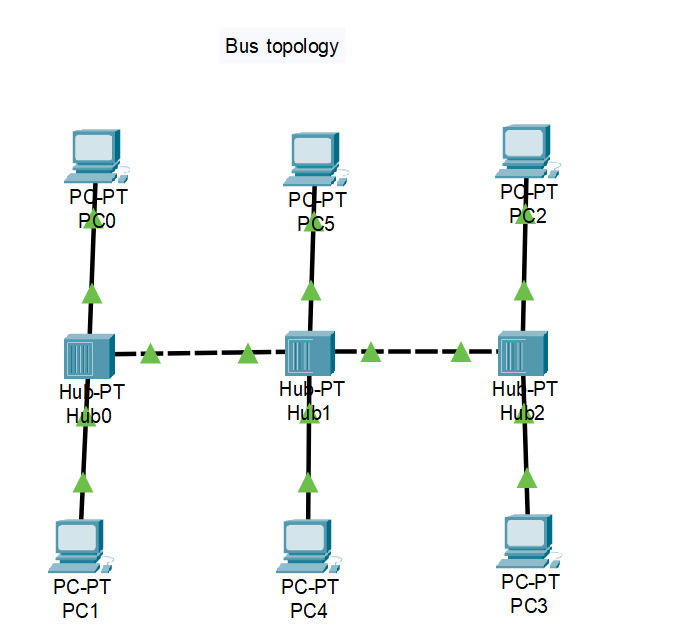 Bus topology
PC-PT
PC0
PC-PT
PC5
PC-PT
PC2
Hub-PT
Hub0
Hub-PT
Hub1
Hub-PT
Hub2
PC-PT
PC1
PC-PT
PC4
PC-PT
PC3